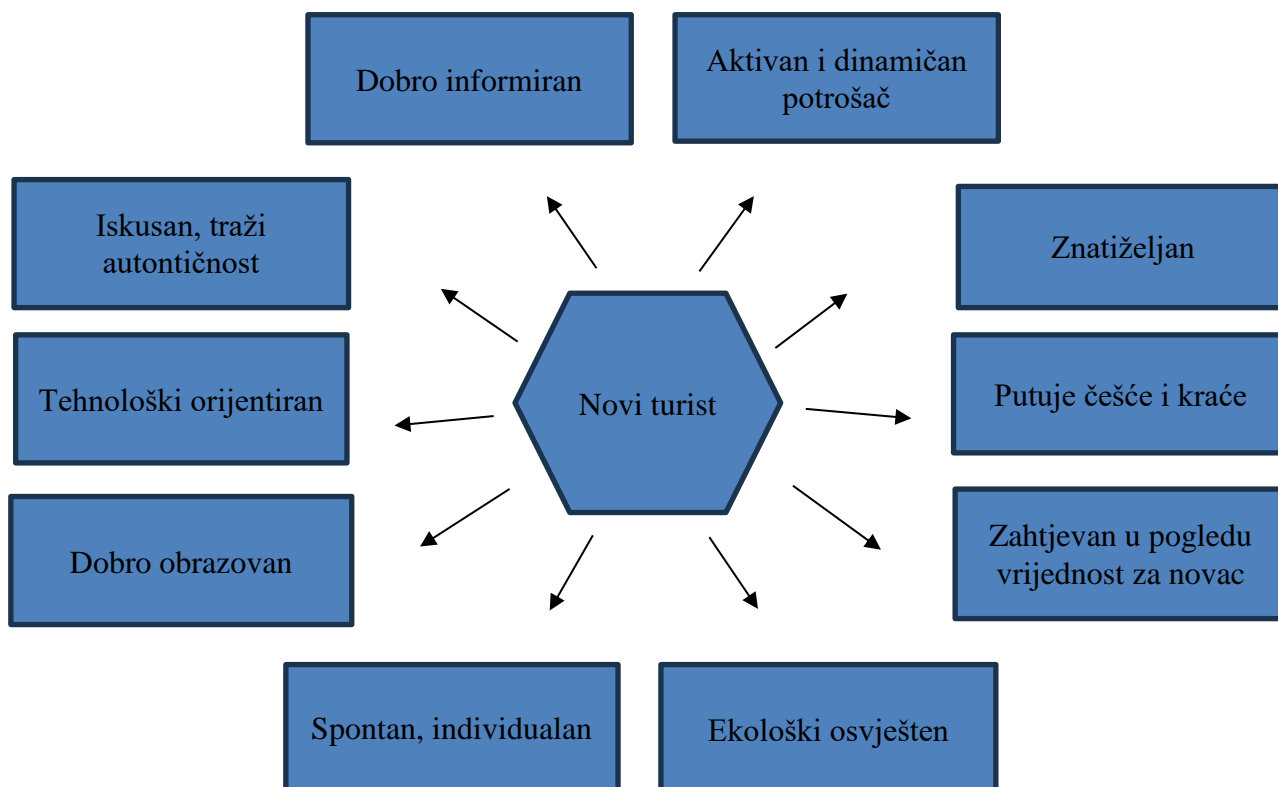 Dobro informiran
Aktivan i dinamičan
potrošač
Iskusan, traži
autontičnost
Znatiželjan
Tehnološki orijentiran
Novi turist
Putuje češće i kraće
Dobro obrazovan
Zahtjevan u pogledu
vrijednost za novac
Spontan, individualan
Ekološki osvješten